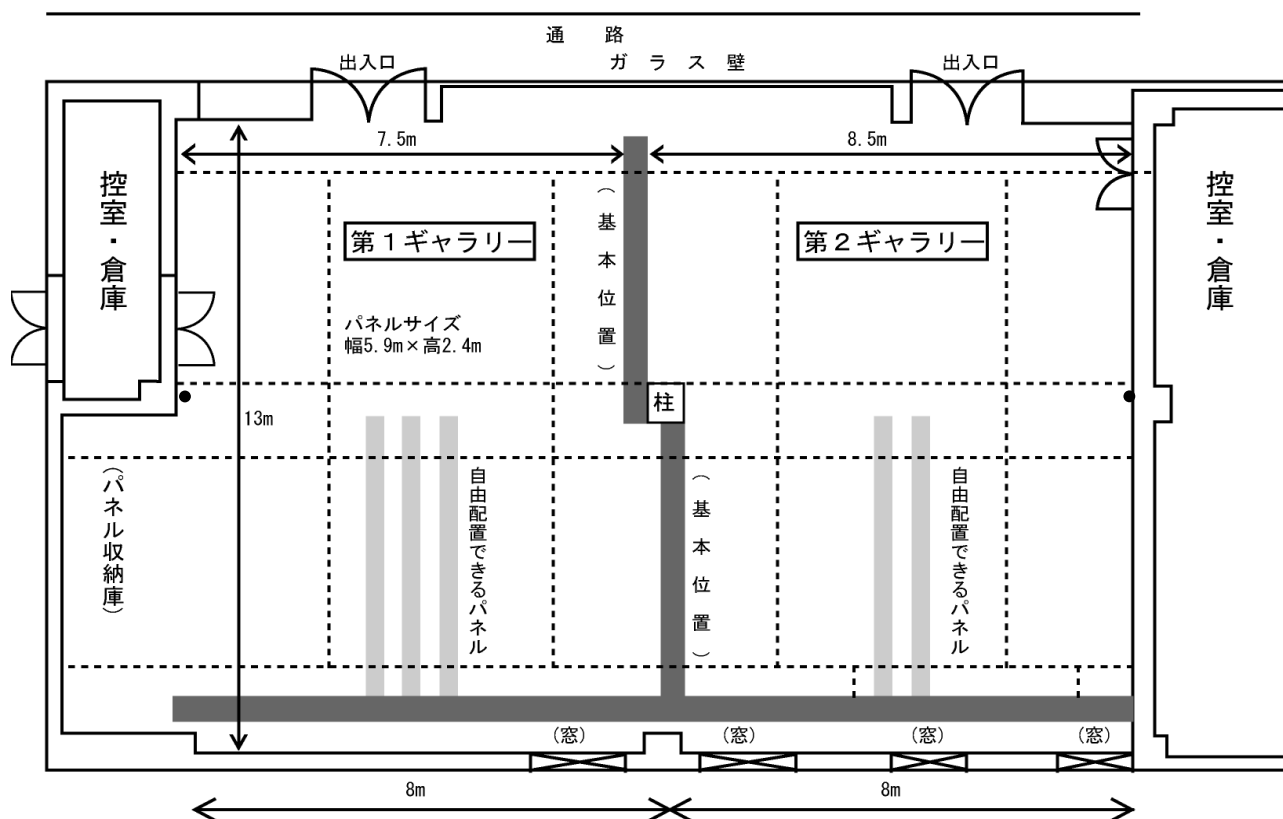 通　路
ガ　ラ　ス　壁
出入口
出入口
7.5m
8.5m
控室・倉庫
第１ギャラリー
（基本位置）
第２ギャラリー
控室・倉庫
パネルサイズ
幅5.9m×高2.4m
柱
13m
（パネル収納庫）
自由配置できるパネル
（基本位置）
自由配置できるパネル
（窓）
（窓）
（窓）
（窓）
8m
8m